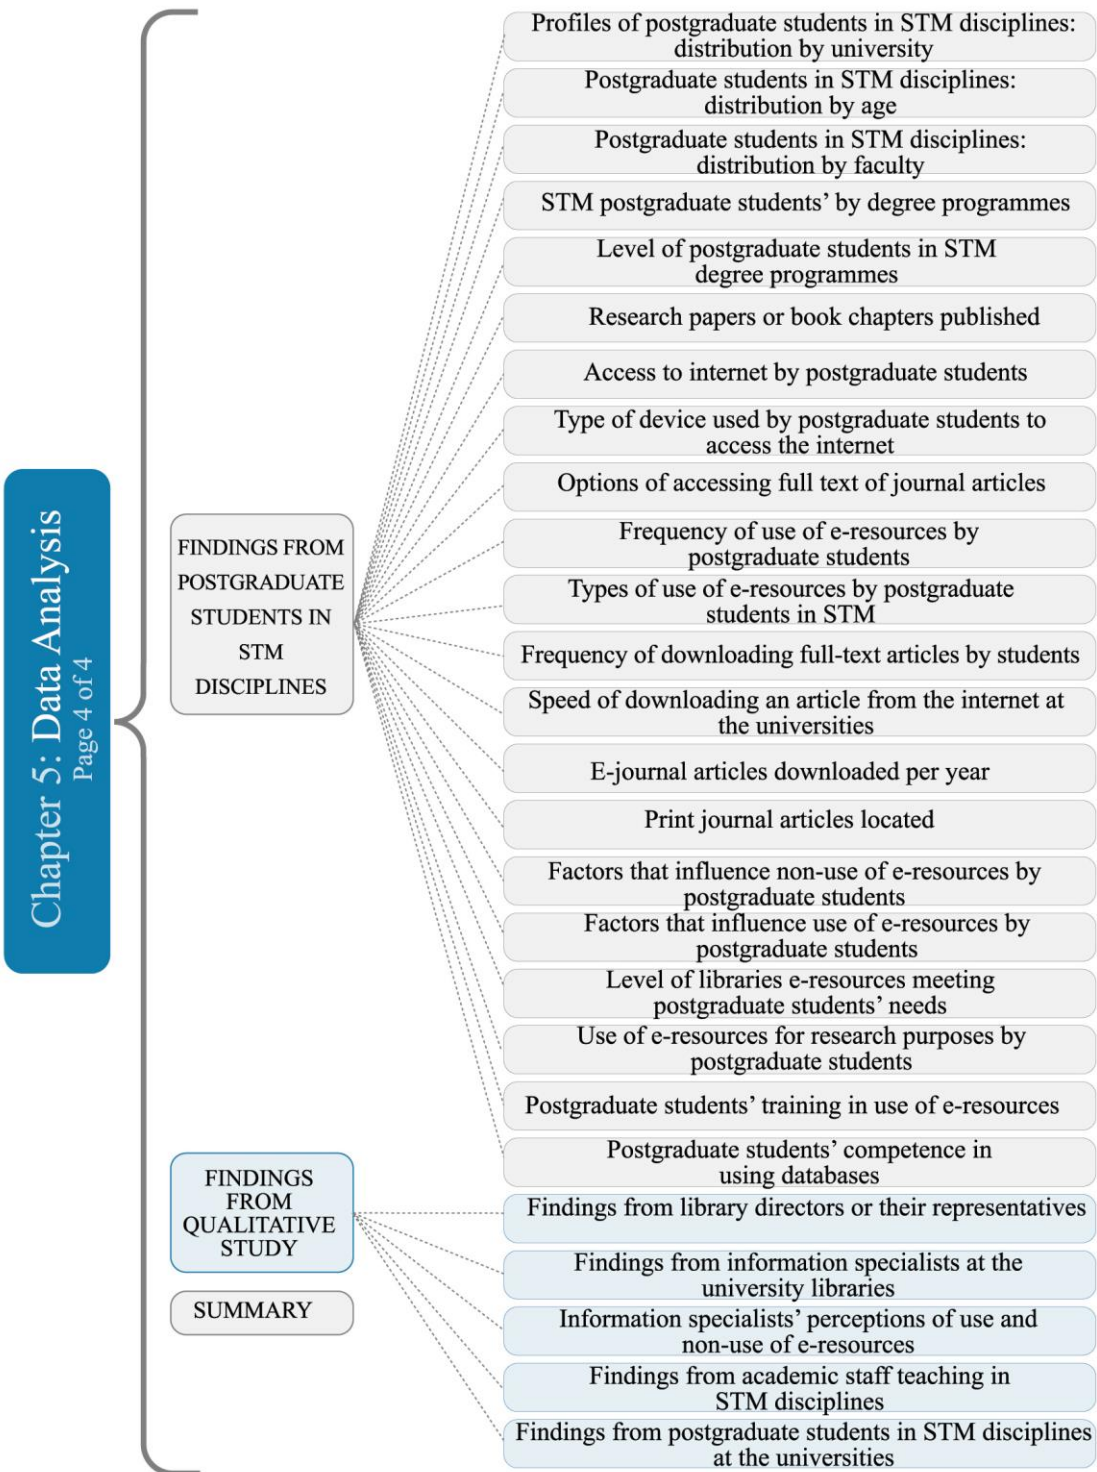 Chapter 5: Data Analysis
Page 4 of 4
FINDINGS FROM
POSTGRADUATE
STUDENTS IN
STM
DISCIPLINES
Profiles of postgraduate students in STM disciplines:
distribution by university
Postgraduate students in STM disciplines:
distribution by age
Postgraduate students in STM disciplines:
distribution by faculty
STM postgraduate students’ by degree programmes
Level of postgraduate students in STM
degree programmes
Research papers or book chapters published
Access to internet by postgraduate students
Type of device used by postgraduate students to
access the internet
Options of accessing full text of journal articles
Frequency of use of e-resources by
postgraduate students
Types of use of e-resources by postgraduate
students in STM
Frequency of downloading full-text articles by students
Speed of downloading an article from the internet at
the universities
E-journal articles downloaded per year
Print journal articles located
Factors that influence non-use of e-resources by
postgraduate students
Factors that influence use of e-resources by
postgraduate students
Level of libraries e-resources meeting
postgraduate students’ needs
Use of e-resources for research purposes by
postgraduate students
Postgraduate students’ training in use of e-resources
Postgraduate students’ competence in
using databases
FINDINGS
FROM
QUALITATIVE
STUDY
Findings from library directors or their representatives
Findings from information specialists at the
university libraries
Information specialists’ perceptions of use and
non-use of e-resources
Findings from academic staff teaching in
STM disciplines
Findings from postgraduate students in STM disciplines
at the universities
SUMMARY